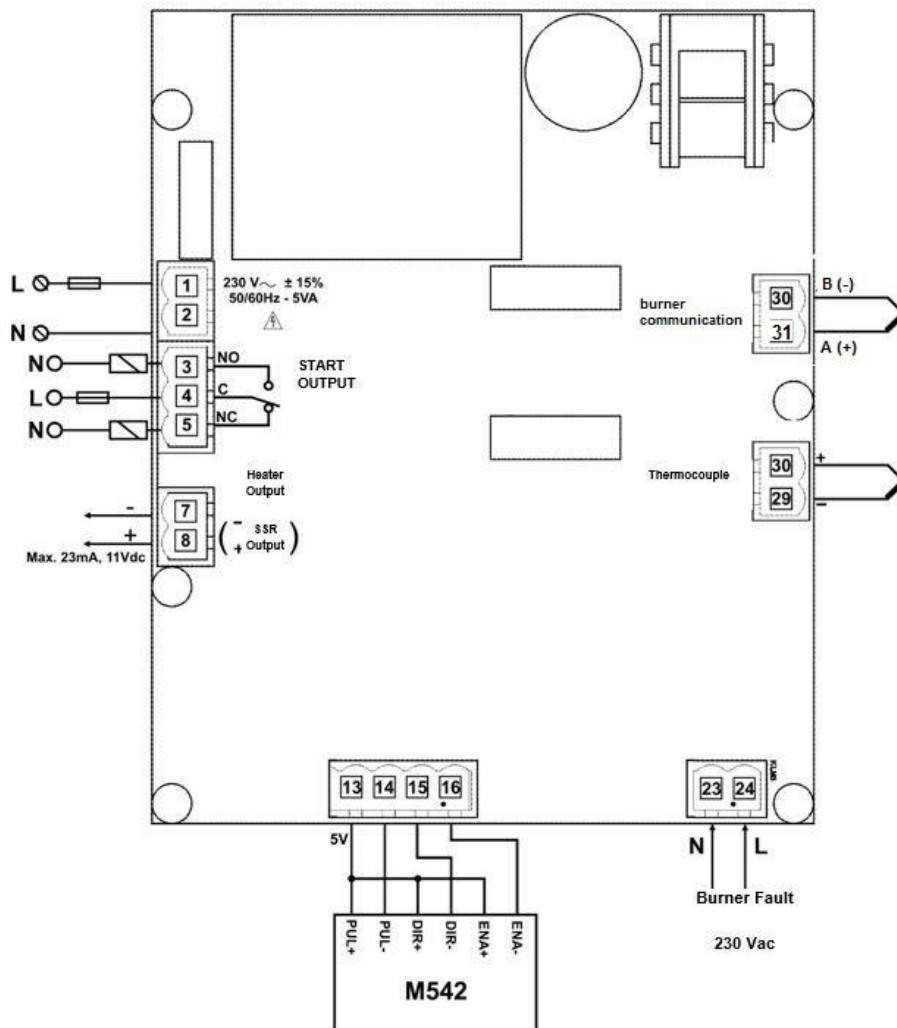 L
1
230 V～ ± 15%
50/60Hz - 5VA
2
N
N
3
NO
START
OUTPUT
L
4
C
N
5
NC
Heater
Output
-
7
+
8
( - SSR
+ Output )
Max. 23mA, 11Vdc
burner
communication
30
B (-)
31
A (+)
Thermocouple
30
+
29
-
13 14 15 16
5V
PUL+
PUL-
DIR+
DIR-
ENA+
ENA-
M542
23 24
KLM6
N L
Burner Fault
230 Vac